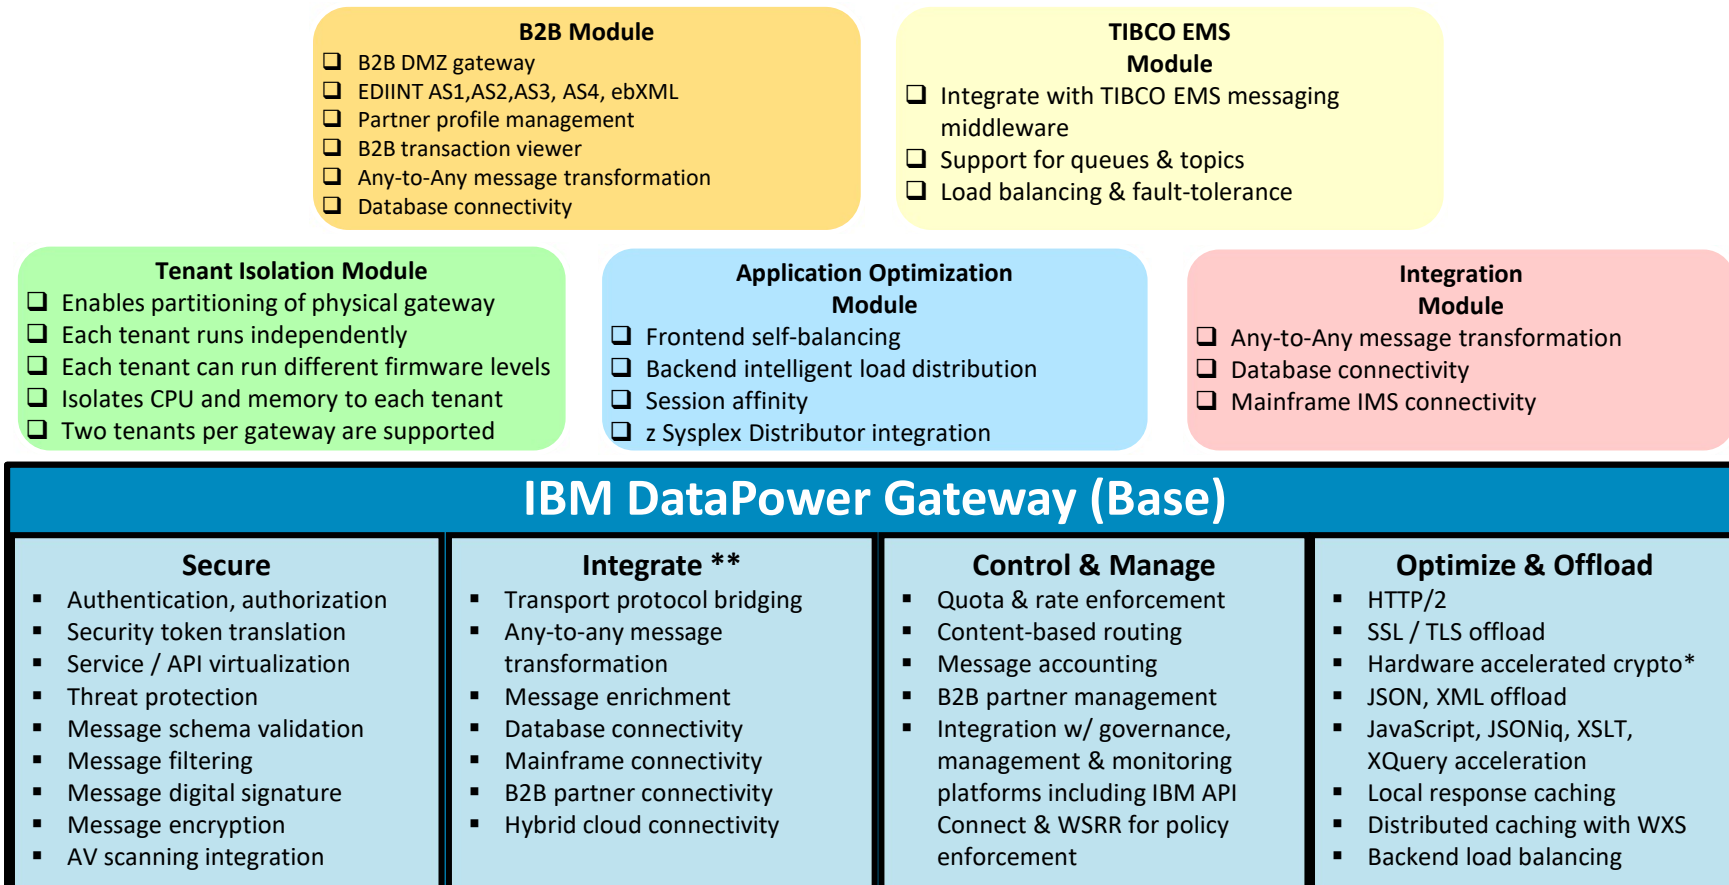 B2B Module
❑ B2B DMZ gateway
❑ EDIINT AS1,AS2,AS3, AS4, ebXML
❑ Partner profile management
❑ B2B transaction viewer
❑ Any-to-Any message transformation
❑ Database connectivity
TIBCO EMS
Module
❑ Integrate with TIBCO EMS messaging
middleware
❑ Support for queues & topics
❑ Load balancing & fault-tolerance
Tenant Isolation Module
❑ Enables partitioning of physical gateway
❑ Each tenant runs independently
❑ Each tenant can run different firmware levels
❑ Isolates CPU and memory to each tenant
❑ Two tenants per gateway are supported
Application Optimization
Module
❑ Frontend self-balancing
❑ Backend intelligent load distribution
❑ Session affinity
❑ z Sysplex Distributor integration
Integration
Module
❑ Any-to-Any message transformation
❑ Database connectivity
❑ Mainframe IMS connectivity
IBM DataPower Gateway (Base)
Secure
▪ Authentication, authorization
▪ Security token translation
▪ Service / API virtualization
▪ Threat protection
▪ Message schema validation
▪ Message filtering
▪ Message digital signature
▪ Message encryption
▪ AV scanning integration
Integrate **
▪ Transport protocol bridging
▪ Any-to-any message
transformation
▪ Message enrichment
▪ Database connectivity
▪ Mainframe connectivity
▪ B2B partner connectivity
▪ Hybrid cloud connectivity
Control & Manage
▪ Quota & rate enforcement
▪ Content-based routing
▪ Message accounting
▪ B2B partner management
▪ Integration w/ governance,
management & monitoring
platforms including IBM API
Connect & WSRR for policy
enforcement
Optimize & Offload
▪ HTTP/2
▪ SSL / TLS offload
▪ Hardware accelerated crypto*
▪ JSON, XML offload
▪ JavaScript, JSONiq, XSLT,
XQuery acceleration
▪ Local response caching
▪ Distributed caching with WXS
▪ Backend load balancing